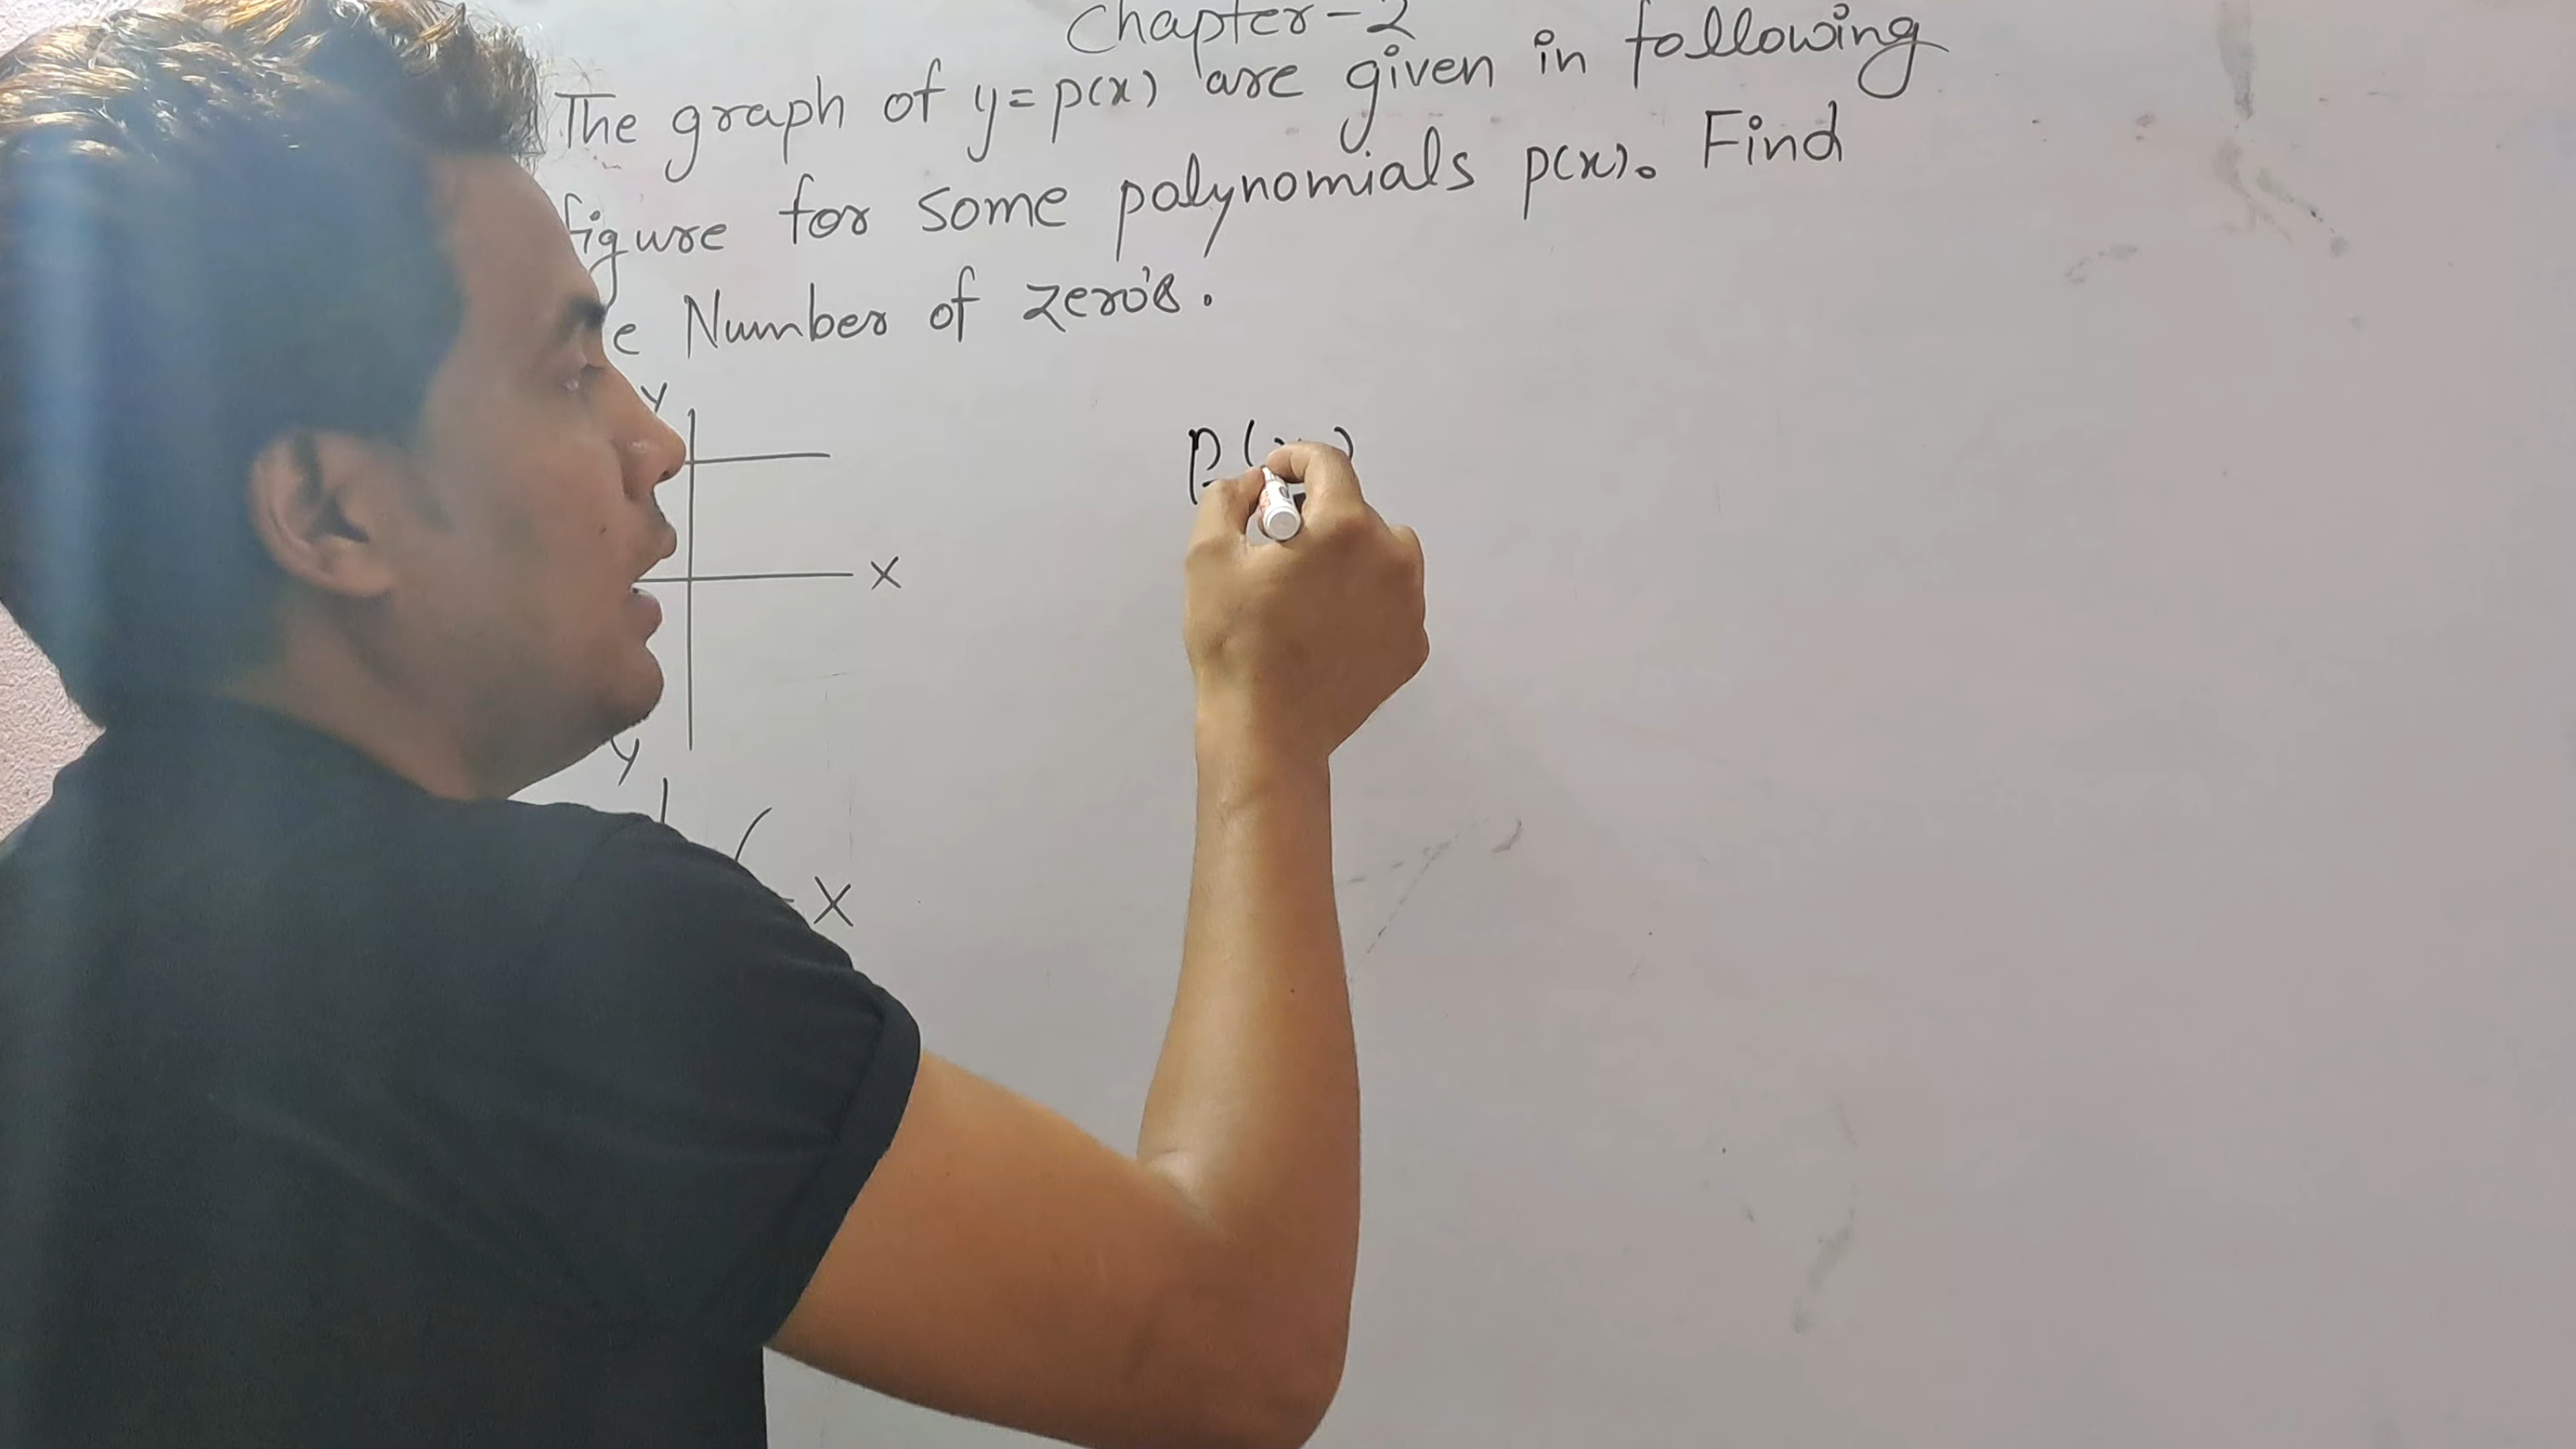 Chapter-2
The graph of y=p(x) are given in following
figure for some polynomials p(x). Find
e Number of zero's.
Y
P(x)
X
Y
X